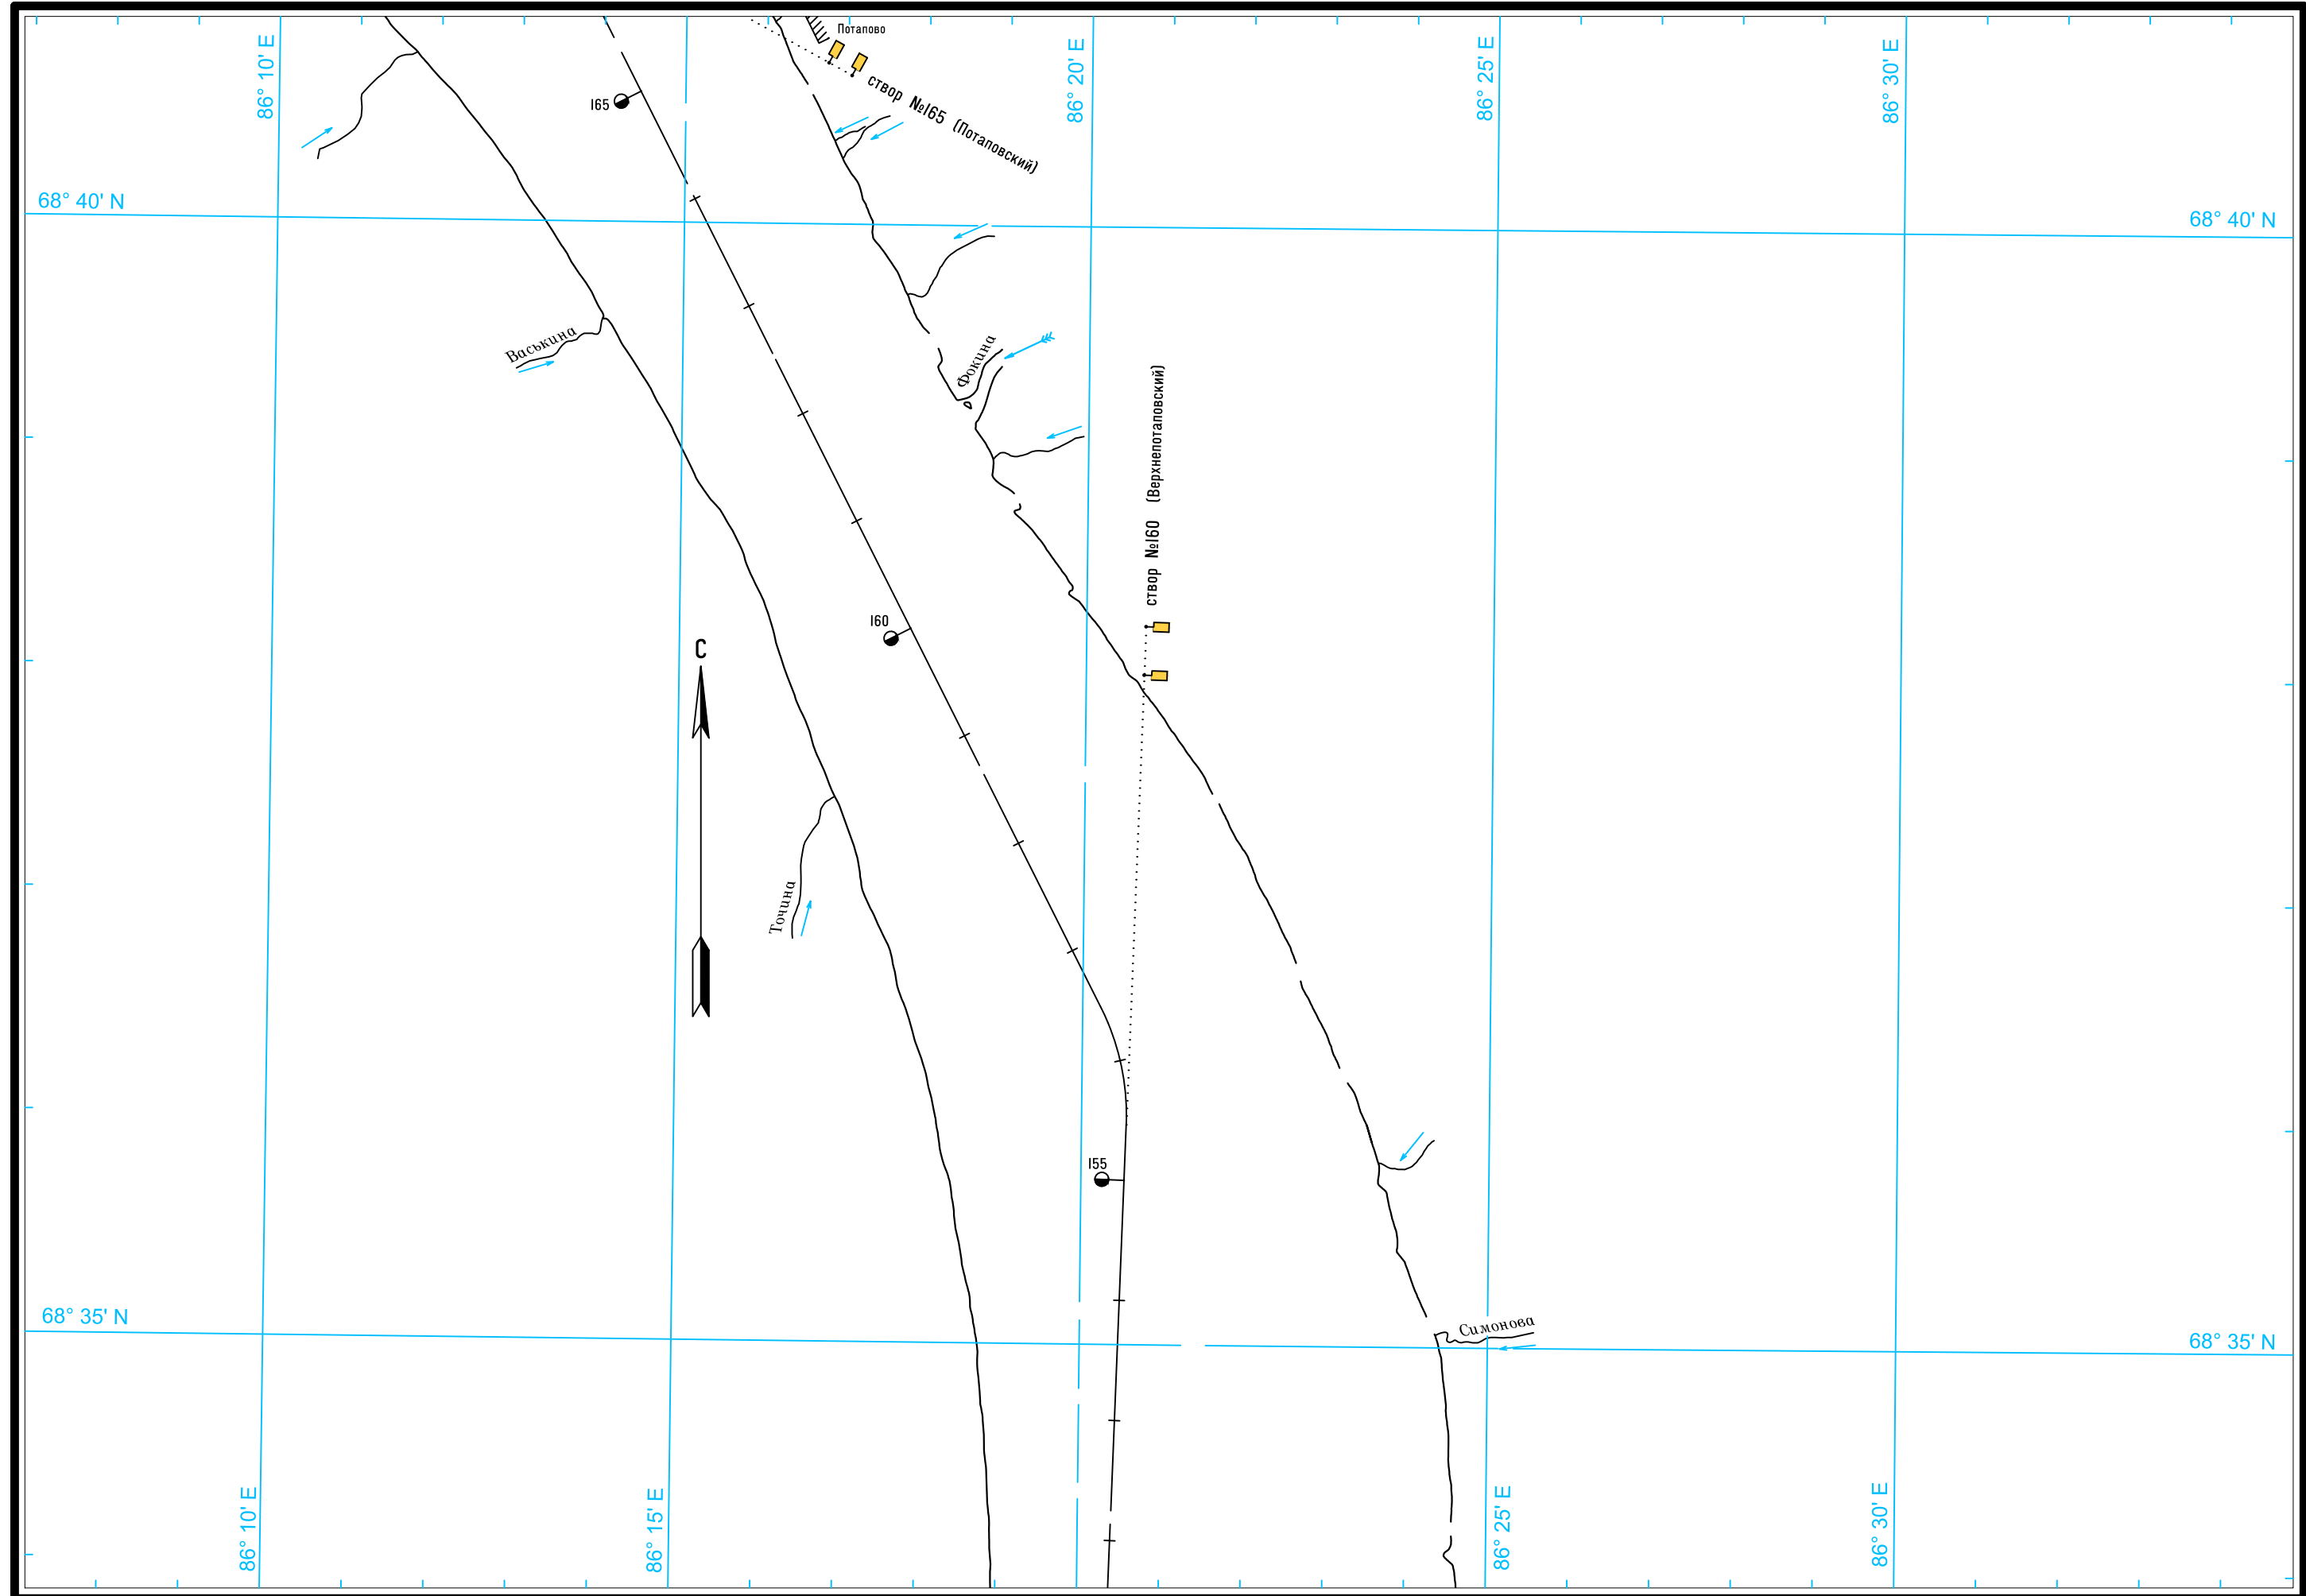 Потапово
86° 10' E
86° 20' E
86° 25' E
86° 30' E
створ №165 (Потаповский)
165
68° 40' N
68° 40' N
Васькина
Фокина
створ №160 (Верхнепотаповский)
160
С
Точина
155
68° 35' N
Симонова
68° 35' N
86° 10' E
86° 15' E
86° 25' E
86° 30' E